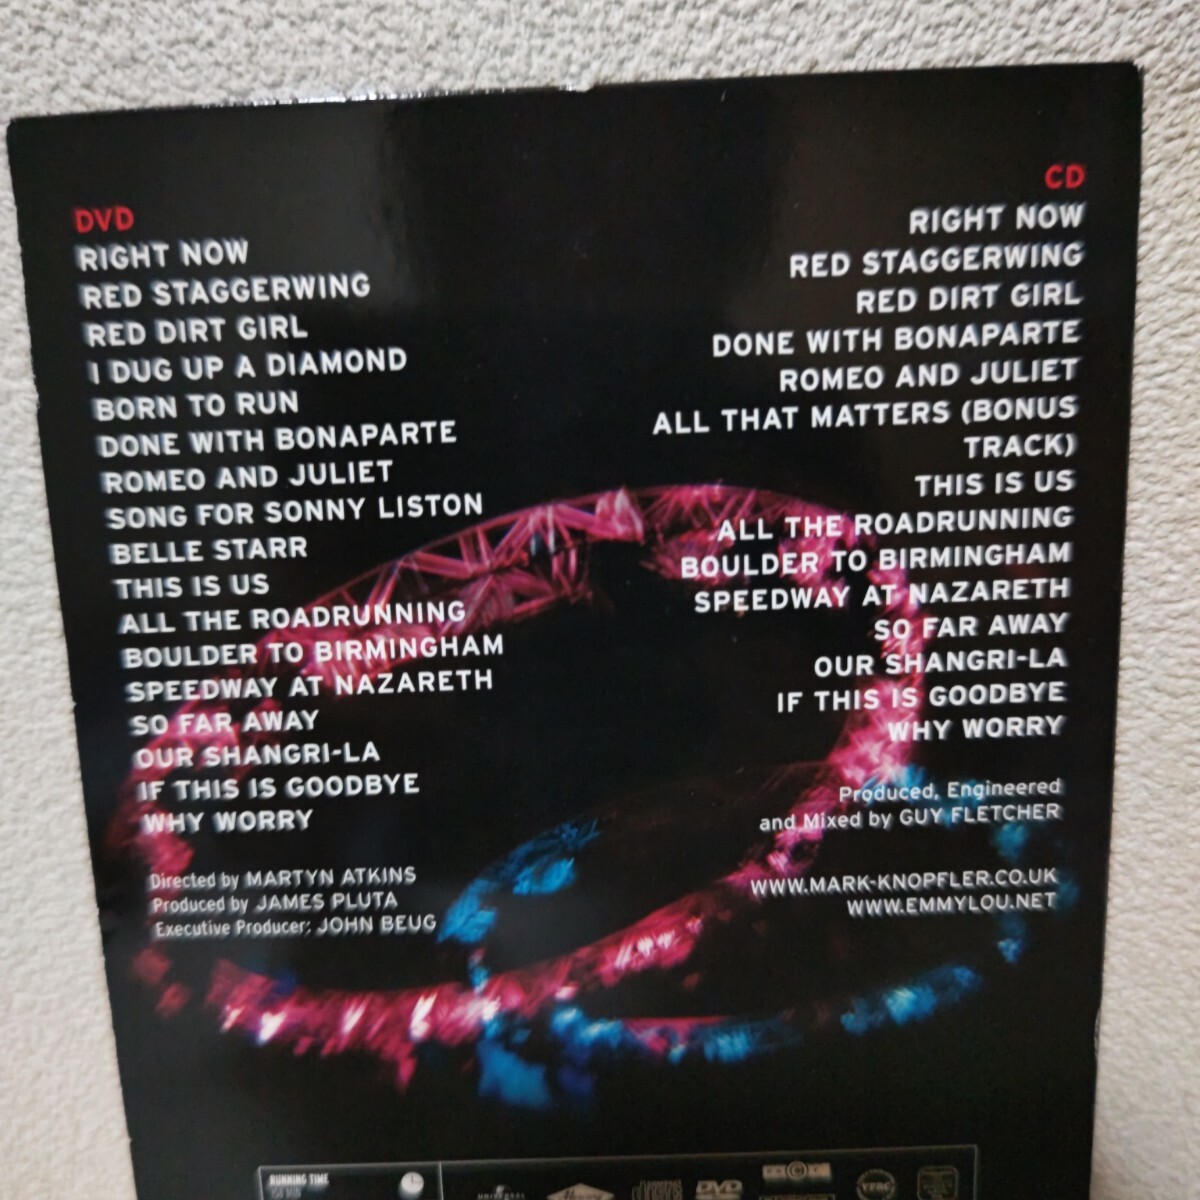 DVD
RIGHT NOW
RED STAGGERWING
RED DIRT GIRL
I DUG UP A DIAMOND
BORN TO RUN
DONE WITH BONAPARTE
ROMEO AND JULIET
SONG FOR SONNY LISTON
BELLE STARR
THIS IS US
ALL THE ROADRUNNING
BOULDER TO BIRMINGHAM
SPEEDWAY AT NAZARETH
SO FAR AWAY
OUR SHANGRI-LA
IF THIS IS GOODBYE
WHY WORRY
Directed by MARTYN ATKINS
Produced by JAMES PLUTA
Executive Producer: JOHN BEUG
CD
RIGHT NOW
RED STAGGERWING
RED DIRT GIRL
DONE WITH BONAPARTE
ROMEO AND JULIET
ALL THAT MATTERS (BONUS
TRACK)
THIS IS US
ALL THE ROADRUNNING
BOULDER TO BIRMINGHAM
SPEEDWAY AT NAZARETH
SO FAR AWAY
OUR SHANGRI-LA
IF THIS IS GOODBYE
WHY WORRY
Produced, Engineered
and Mixed by GUY FLETCHER
WWW.MARK-KNOPFLER.CO.UK
WWW.EMMYLOU.NET
RUNNING TIME
UNIVERSAL
DVD